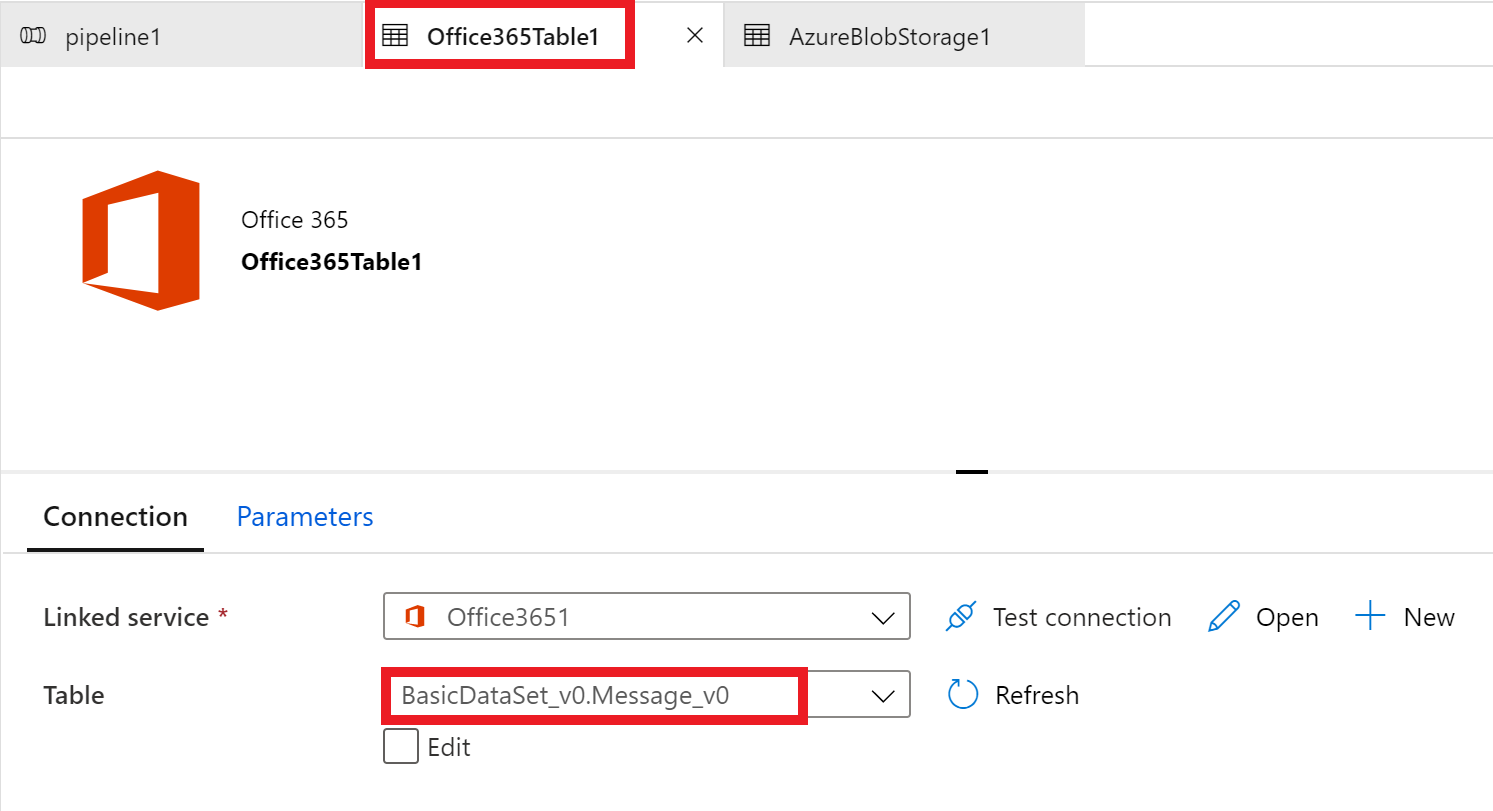 pipeline1 Office365Table1 AzureBlobStorage1
Office 365
Office365Table1
Connection Parameters
Linked service * Office3651 Test connection Open New
Table BasicDataSet_v0.Message_v0 Refresh
Edit